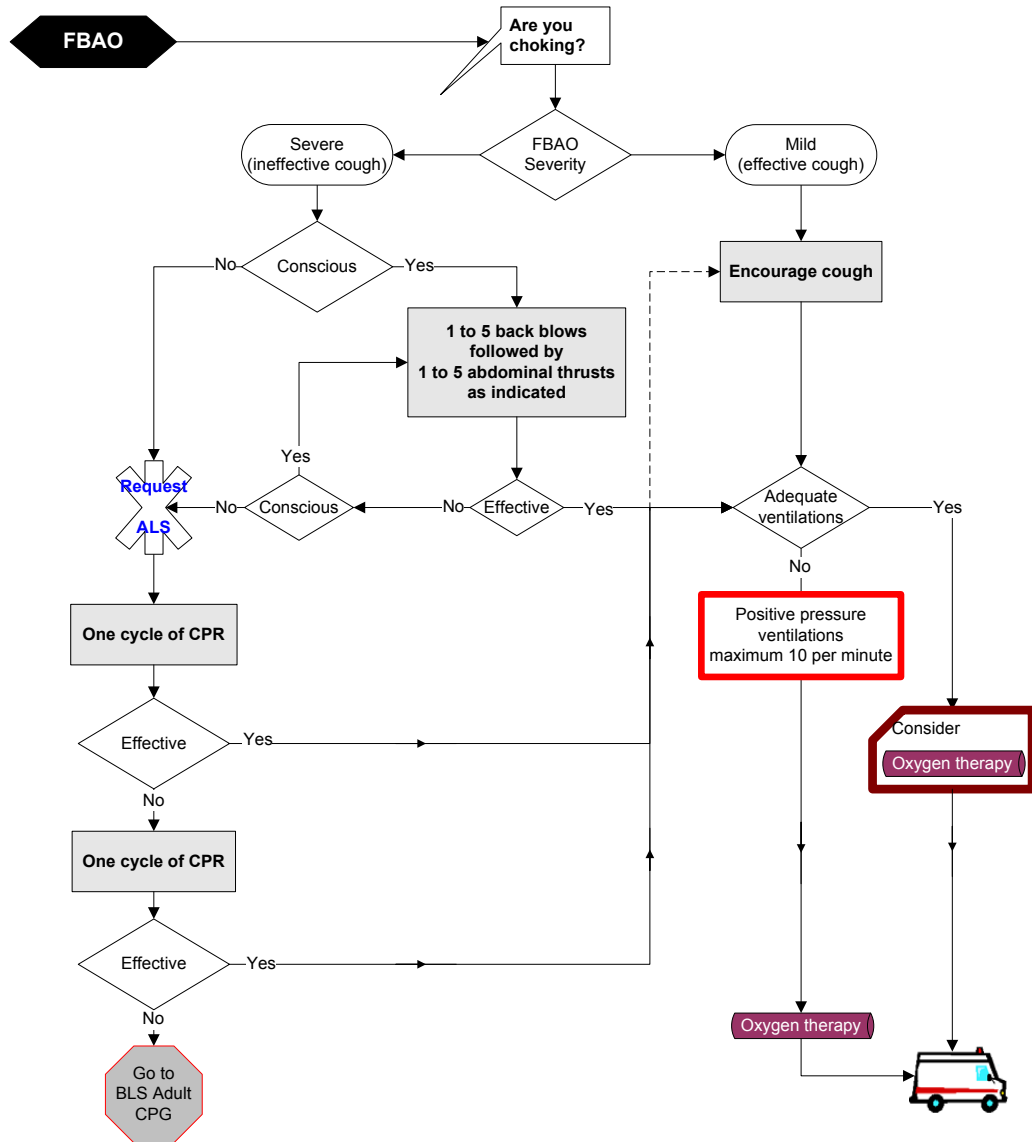 FBAO
Are you
choking?
Severe
(ineffective cough)
FBAO
Severity
Mild
(effective cough)
No
Conscious
Yes
Encourage cough
1 to 5 back blows
followed by
1 to 5 abdominal thrusts
as indicated
Yes
Request
ALS
No
Conscious
No
Effective
Yes
Adequate
ventilations
Yes
No
One cycle of CPR
Positive pressure
ventilations
maximum 10 per minute
Effective
Yes
Consider
Oxygen therapy
No
One cycle of CPR
Effective
Yes
No
Oxygen therapy
Go to
BLS Adult
CPG